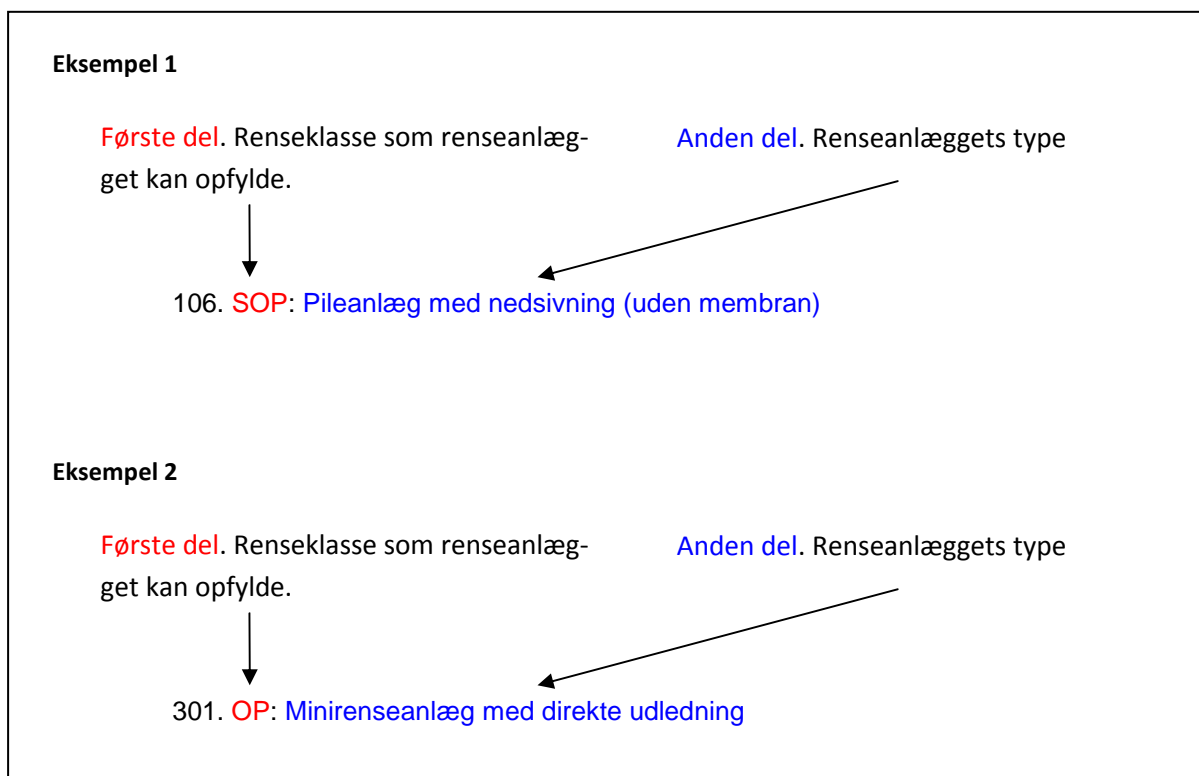 Eksempel 1
Første del. Renseklasse som renseanlæg-
get kan opfylde.
Anden del. Renseanlæggets type
106. SOP: Pileanlæg med nedsivning (uden membran)
Eksempel 2
Første del. Renseklasse som renseanlæg-
get kan opfylde.
Anden del. Renseanlæggets type
301. OP: Minirenseanlæg med direkte udledning